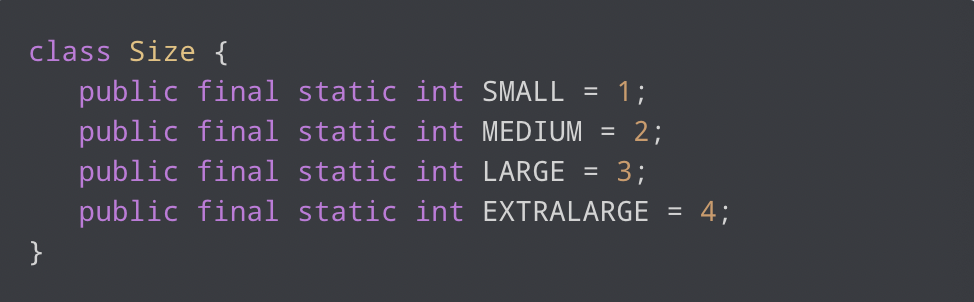 class Size {
   public final static int SMALL = 1;
   public final static int MEDIUM = 2;
   public final static int LARGE = 3;
   public final static int EXTRALARGE = 4;
}